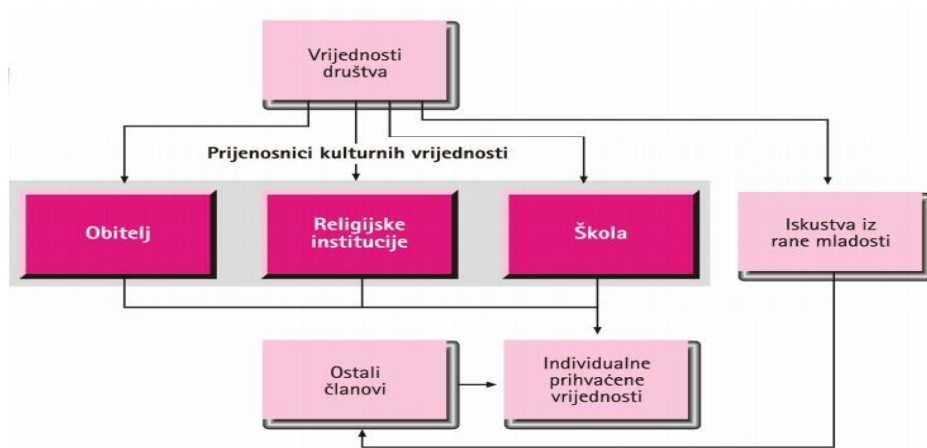 Vrijednosti
društva
Prijenosnici kulturnih vrijednosti
Obitelj
Religijske
institucije
Škola
Iskustva iz
rane mladosti
Ostali
članovi
Individualne
prihvaćene
vrijednosti